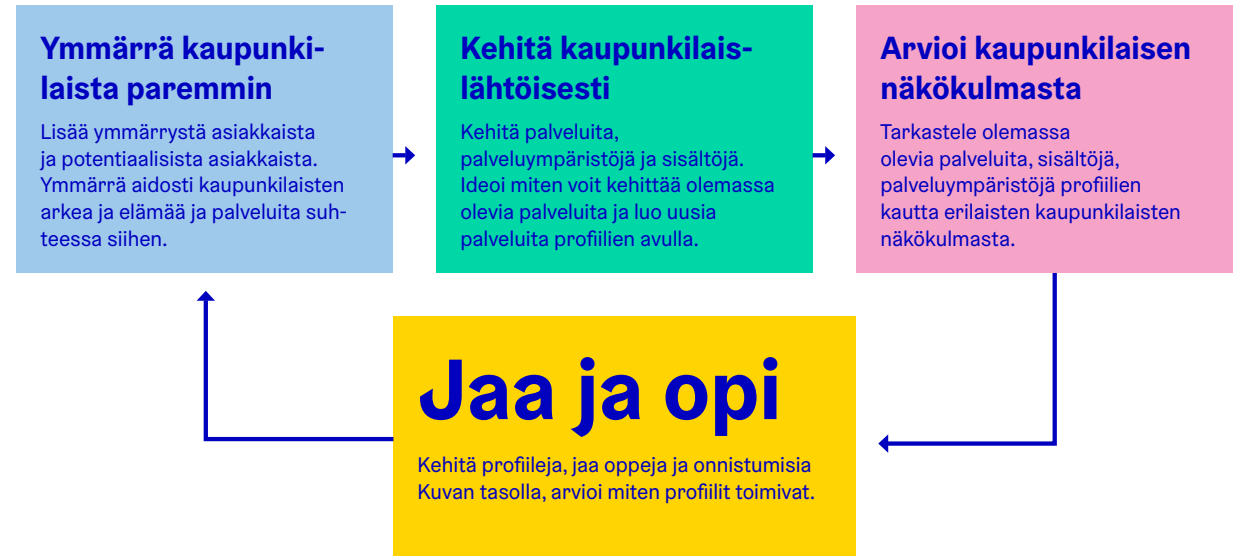 Ymmärrä kaupunki-
laista paremmin
Lisää ymmärrystä asiakkaista
ja potentiaalisista asiakkaista.
Ymmärrä aidosti kaupunkilaisten
arkea ja elämää ja palveluita suh-
teessa siihen.
Kehitä kaupunkilais-
lähtöisesti
Kehitä palveluita,
palveluympäristöjä ja sisältöjä.
Ideoi miten voit kehittää olemassa
olevia palveluita ja luo uusia
palveluita profiilien avulla.
Arvioi kaupunkilaisen
näkökulmasta
Tarkastele olemassa
olevia palveluita, sisältöjä,
palveluympäristöjä profiilien
kautta erilaisten kaupunkilaisten
näkökulmasta.
Jaa ja opi
Kehitä profiileja, jaa oppeja ja onnistumisia
Kuvan tasolla, arvioi miten profiilit toimivat.